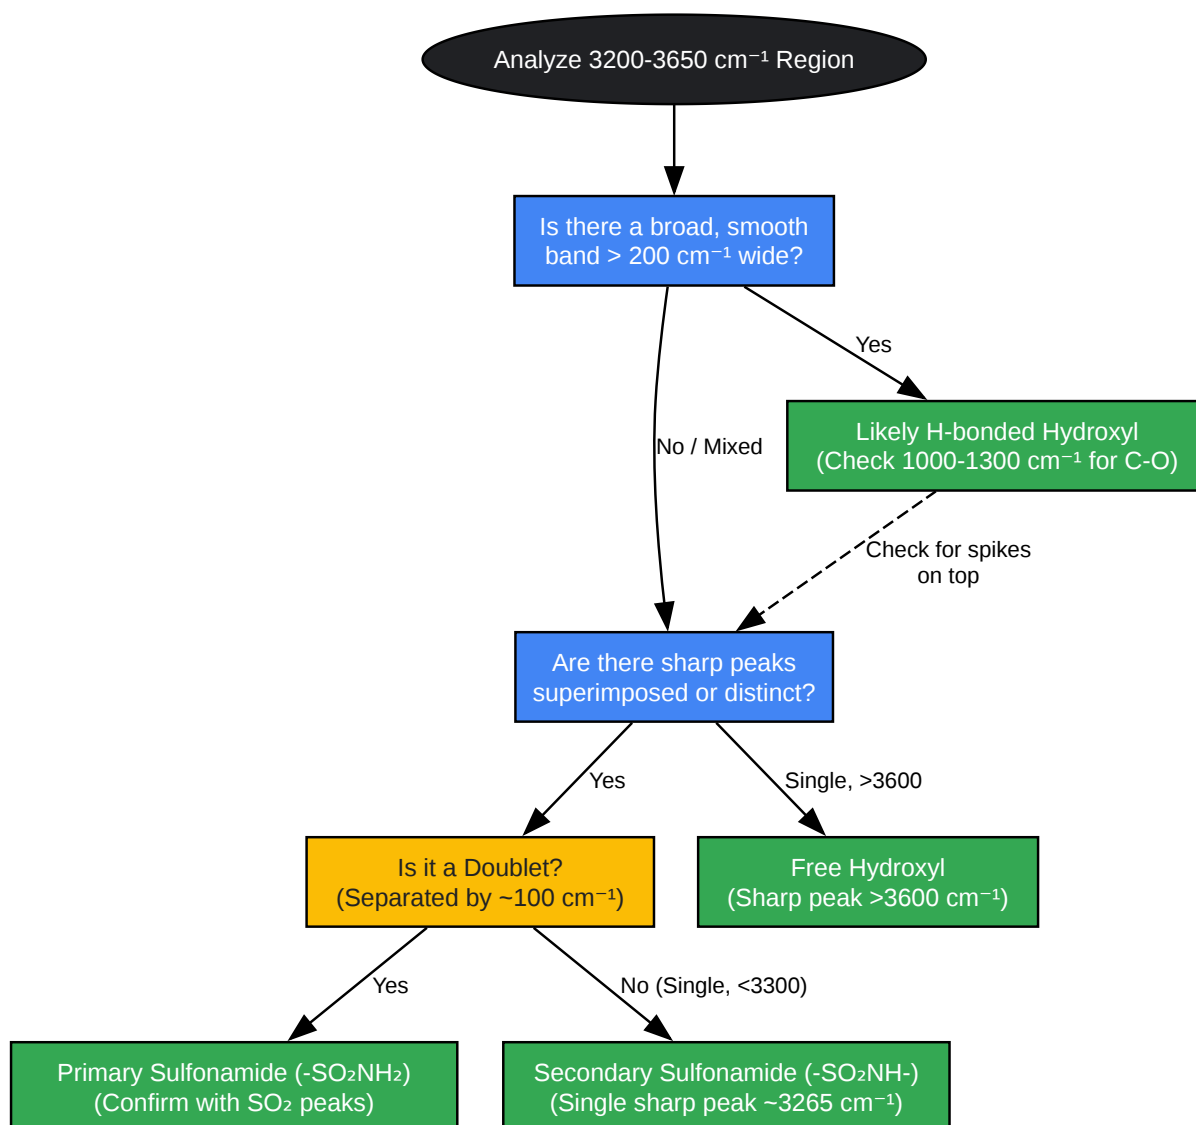 Analyze 3200-3650 cm⁻¹ Region
Is there a broad, smooth
band > 200 cm⁻¹ wide?
Yes
Likely H-bonded Hydroxyl
(Check 1000-1300 cm⁻¹ for C-O)
No / Mixed
Check for spikes
on top
Are there sharp peaks
superimposed or distinct?
Yes
Single, >3600
Is it a Doublet?
(Separated by ~100 cm⁻¹)
Free Hydroxyl
(Sharp peak >3600 cm⁻¹)
Yes
No (Single, <3300)
Primary Sulfonamide (-SO₂NH₂)
(Confirm with SO₂ peaks)
Secondary Sulfonamide (-SO₂NH-)
(Single sharp peak ~3265 cm⁻¹)